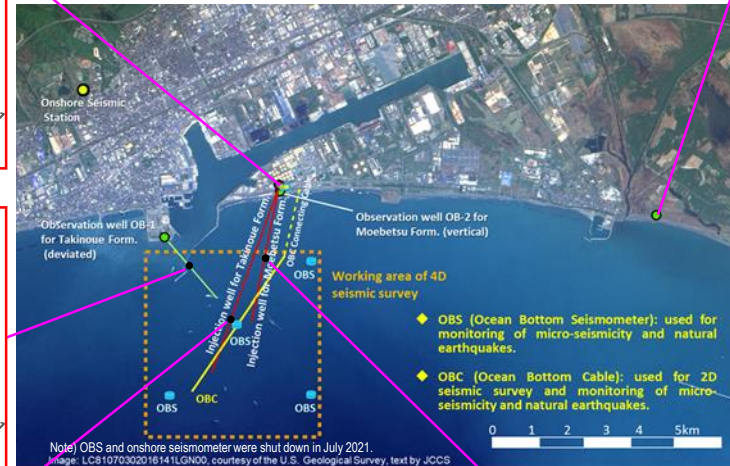 Onshore Seismic
Station
Observation well OB-1
for Takinoue Form.
(deviated)
Injection well for Takinoue Form.
Injection well for Moebetsu Form.
OBC Connecting Cable
Observation well OB-2 for
Moebetsu Form. (vertical)
OBS
Working area of 4D
seismic survey
OBS
OBC
OBS
OBS
◆ OBS (Ocean Bottom Seismometer): used for
monitoring of micro-seismicity and natural
earthquakes.
◆ OBC (Ocean Bottom Cable): used for 2D
seismic survey and monitoring of micro-
seismicity and natural earthquakes.
0 1 2 3 4 5km
Note) OBS and onshore seismometer were shut down in July 2021.
Image: LC81070302016141LGN00, courtesy of the U.S. Geological Survey, text by JCCS